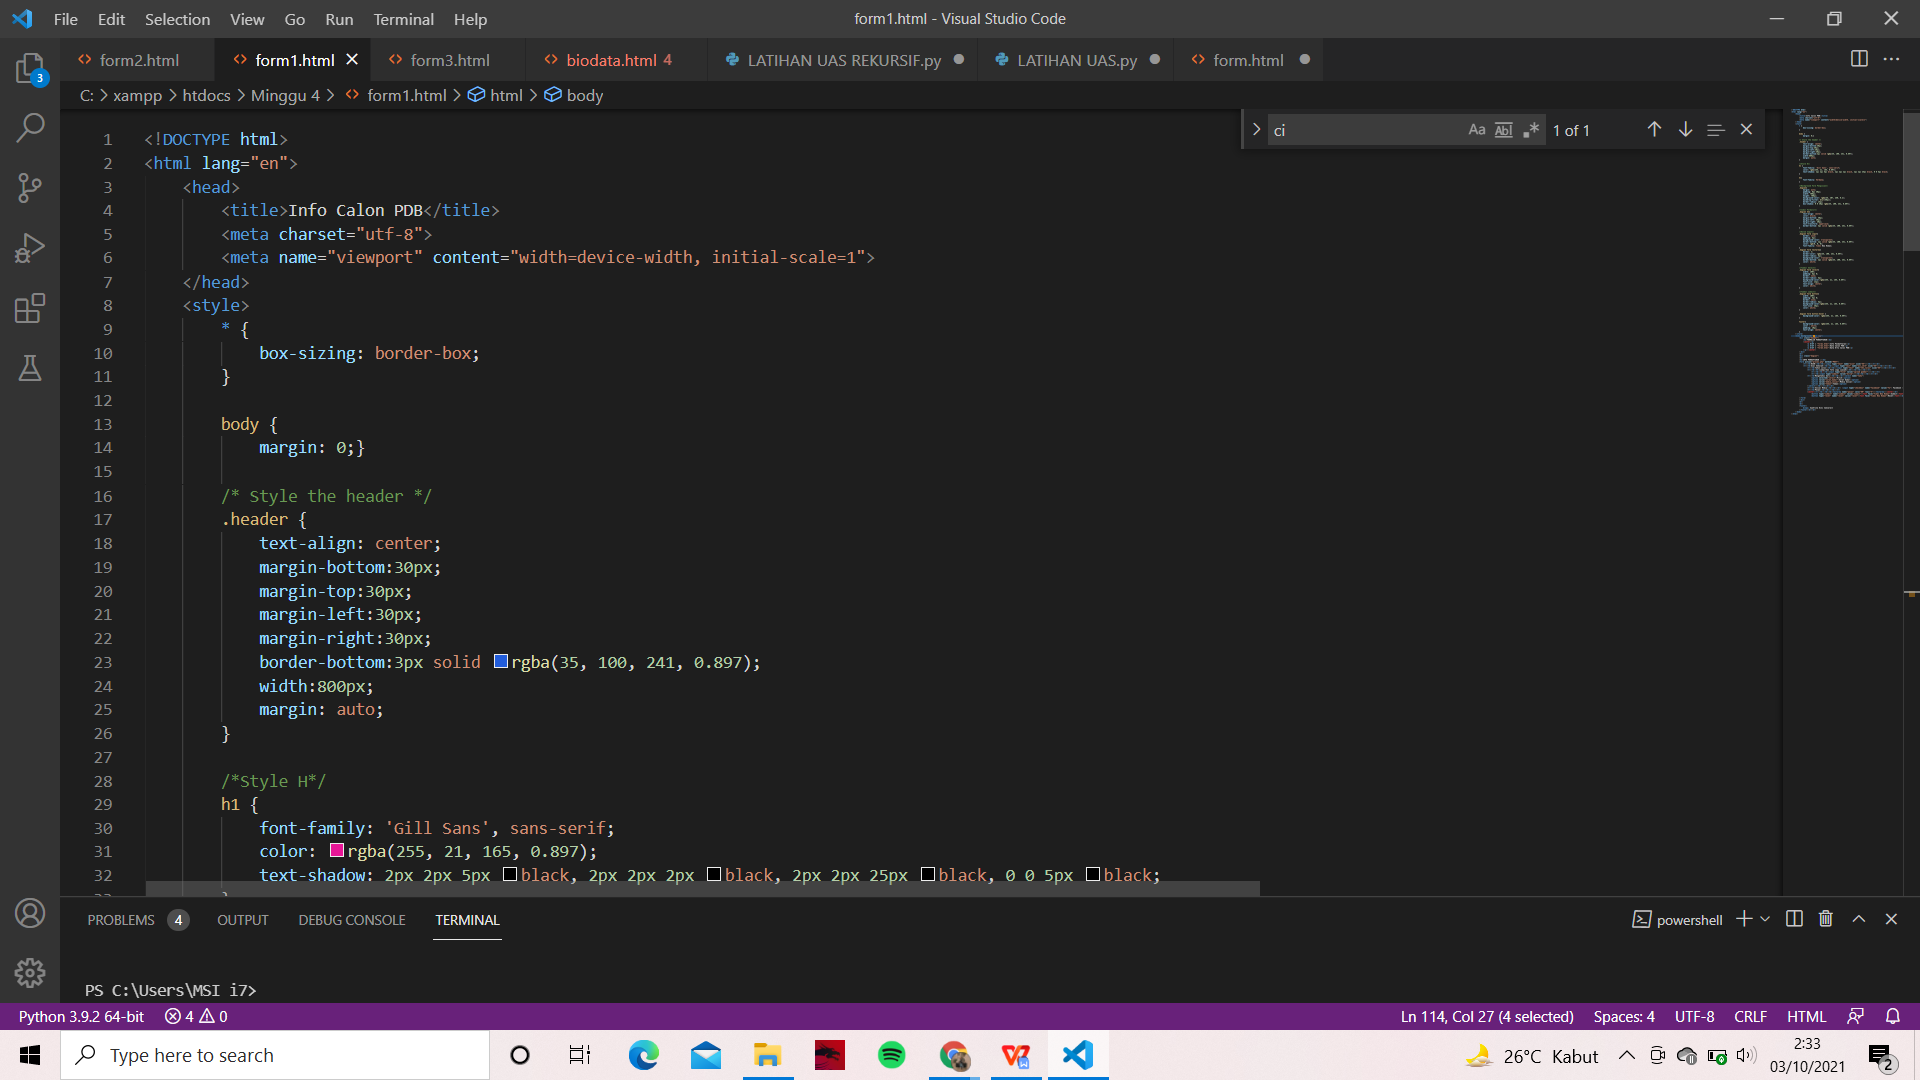 File Edit Selection View Go Run Terminal Help
form1.html - Visual Studio Code
form2.html form1.html form3.html biodata.html 4 LATIHAN UAS REKURSIF.py LATIHAN UAS.py form.html
C: > xampp > htdocs > Minggu 4 > form1.html > html > body
ci
Aa Abl .* 1 of 1
3
1 <!DOCTYPE html>
2 <html lang="en">
3 <head>
4 <title>Info Calon PDB</title>
5 <meta charset="utf-8">
6 <meta name="viewport" content="width=device-width, initial-scale=1">
7 </head>
8 <style>
9 * {
10 box-sizing: border-box;
11 }
12
13 body {
14 margin: 0;}
15
16 /* Style the header */
17 .header {
18 text-align: center;
19 margin-bottom:30px;
20 margin-top:30px;
21 margin-left:30px;
22 margin-right:30px;
23 border-bottom:3px solid rgba(35, 100, 241, 0.897);
24 width:800px;
25 margin: auto;
26 }
27
28 /*Style H*/
29 h1 {
30 font-family: 'Gill Sans', sans-serif;
31 color: rgba(255, 21, 165, 0.897);
32 text-shadow: 2px 2px 5px black, 2px 2px 2px black, 2px 2px 25px black, 0 0 5px black;
PROBLEMS 4 OUTPUT DEBUG CONSOLE TERMINAL
powershell
PS C:\Users\MSI i7>
Python 3.9.2 64-bit 4 0
Ln 114, Col 27 (4 selected) Spaces: 4 UTF-8 CRLF HTML
Type here to search
26°C Kabut
2:33
03/10/2021
2